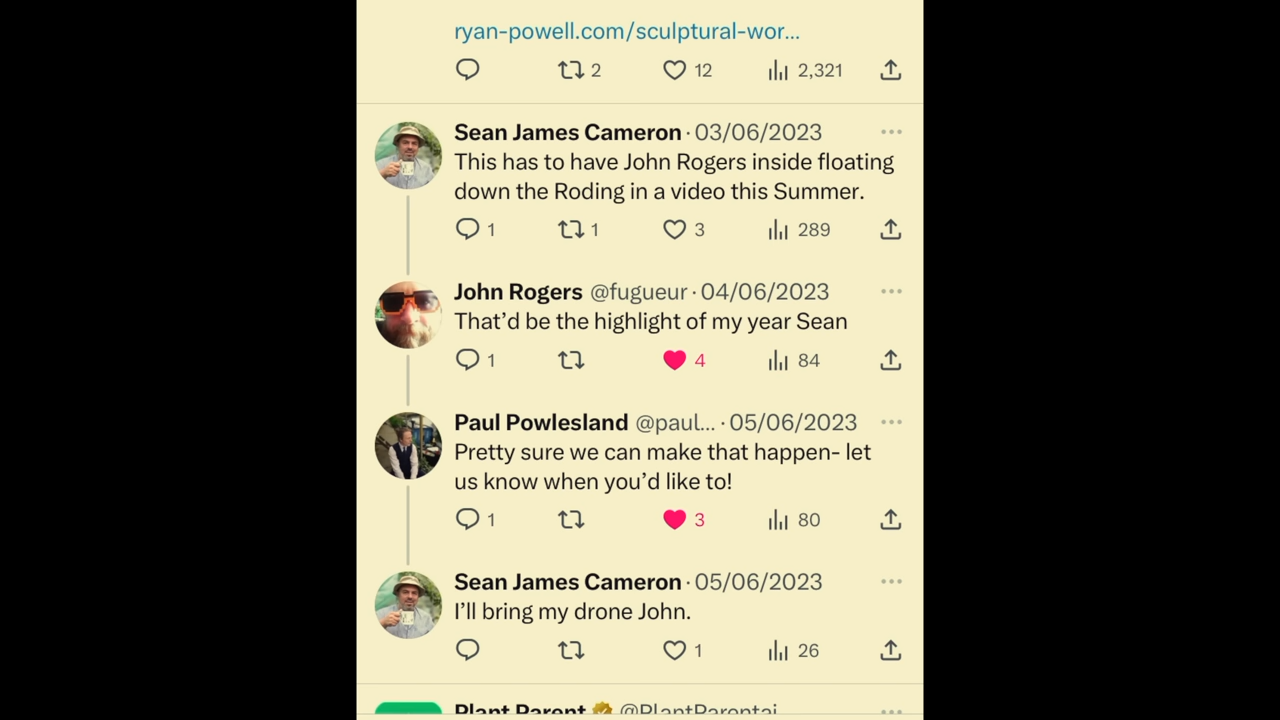 ryan-powell.com/sculptural-wor...
2 12 2,321
Sean James Cameron · 03/06/2023
This has to have John Rogers inside floating
down the Roding in a video this Summer.
1 1 3 289
John Rogers @fugueur · 04/06/2023
That’d be the highlight of my year Sean
1 4 84
Paul Powlesland @paul... · 05/06/2023
Pretty sure we can make that happen- let
us know when you’d like to!
1 3 80
Sean James Cameron · 05/06/2023
I’ll bring my drone John.
1 26
Plant Parent @PlantParentai